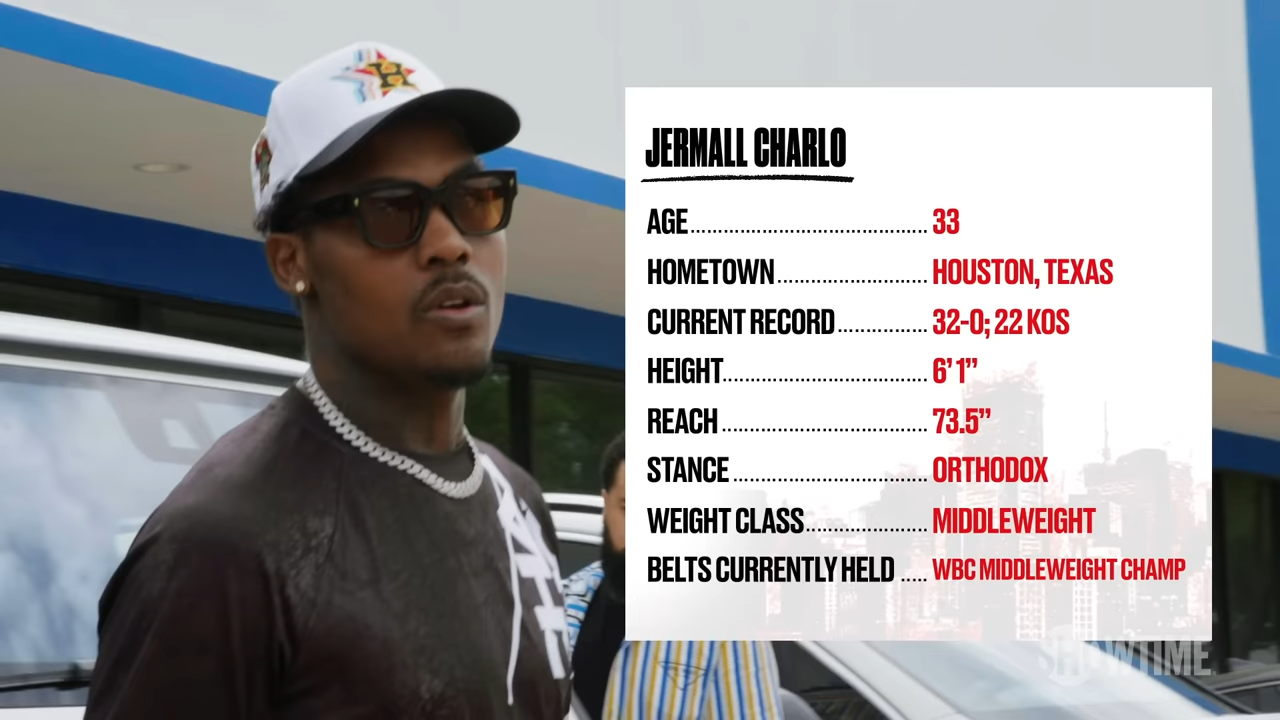 JERMALL CHARLO
AGE.......................................... 33
HOMETOWN........................... HOUSTON, TEXAS
CURRENT RECORD................ 32-0; 22 KOS
HEIGHT..................................... 6’1”
REACH ..................................... 73.5”
STANCE ................................... ORTHODOX
WEIGHT CLASS...................... MIDDLEWEIGHT
BELTS CURRENTLY HELD ..... WBC MIDDLEWEIGHT CHAMP
SHOWTIME